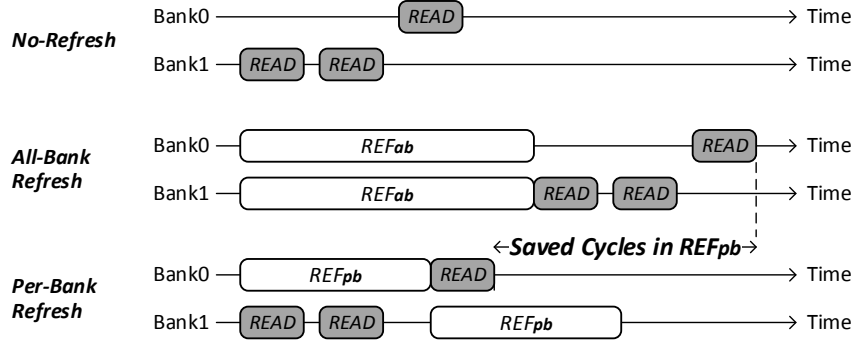 No-Refresh
Bank0 READ Time
Bank1 READ READ Time
All-Bank
Refresh
Bank0 REFab READ Time
Bank1 REFab READ READ Time
Saved Cycles in REFpb
Per-Bank
Refresh
Bank0 REFpb READ Time
Bank1 READ READ REFpb Time